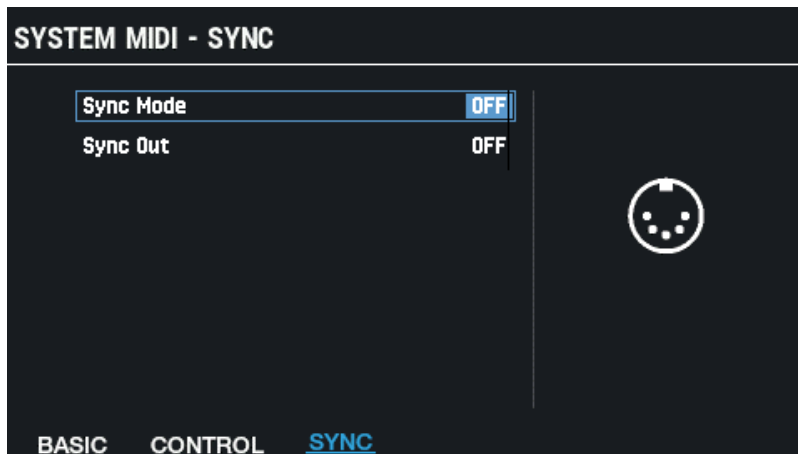 SYSTEM MIDI - SYNC
Sync Mode OFF
Sync Out OFF
BASIC CONTROL SYNC